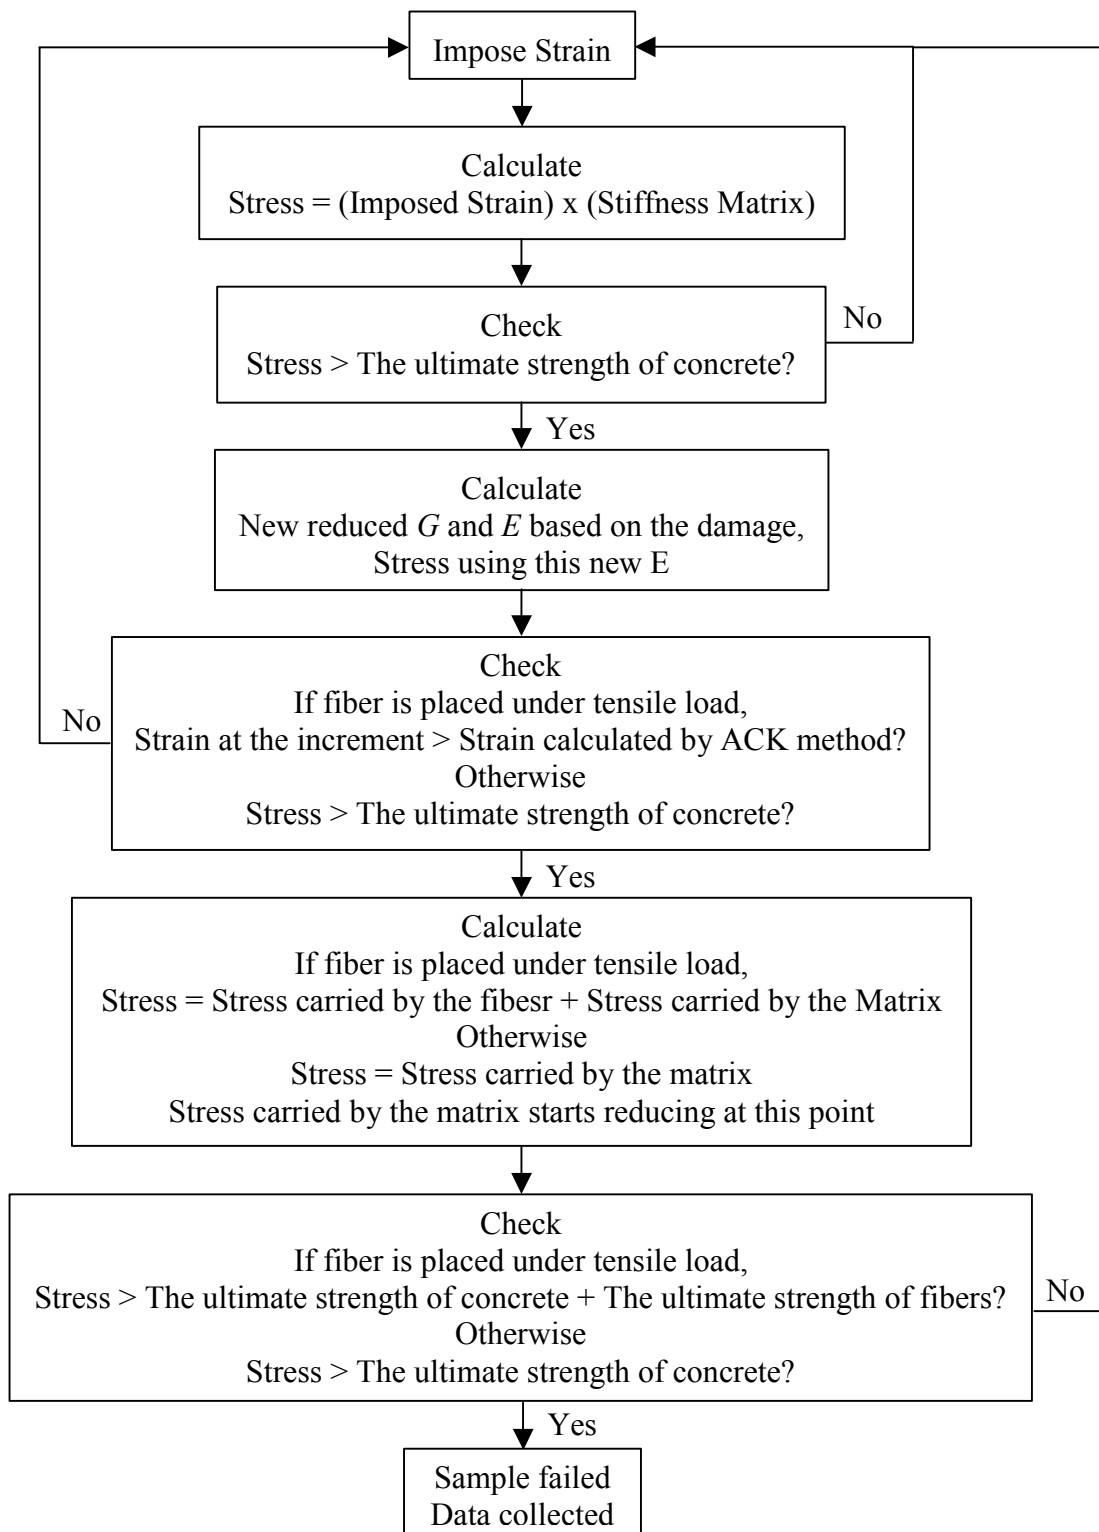 Impose Strain
Calculate
Stress = (Imposed Strain) x (Stiffness Matrix)
Check
Stress > The ultimate strength of concrete?
No
Yes
Calculate
New reduced G and E based on the damage,
Stress using this new E
Check
If fiber is placed under tensile load,
Strain at the increment > Strain calculated by ACK method?
Otherwise
Stress > The ultimate strength of concrete?
No
Yes
Calculate
If fiber is placed under tensile load,
Stress = Stress carried by the fibesr + Stress carried by the Matrix
Otherwise
Stress = Stress carried by the matrix
Stress carried by the matrix starts reducing at this point
Check
If fiber is placed under tensile load,
Stress > The ultimate strength of concrete + The ultimate strength of fibers?
Otherwise
Stress > The ultimate strength of concrete?
No
Yes
Sample failed
Data collected